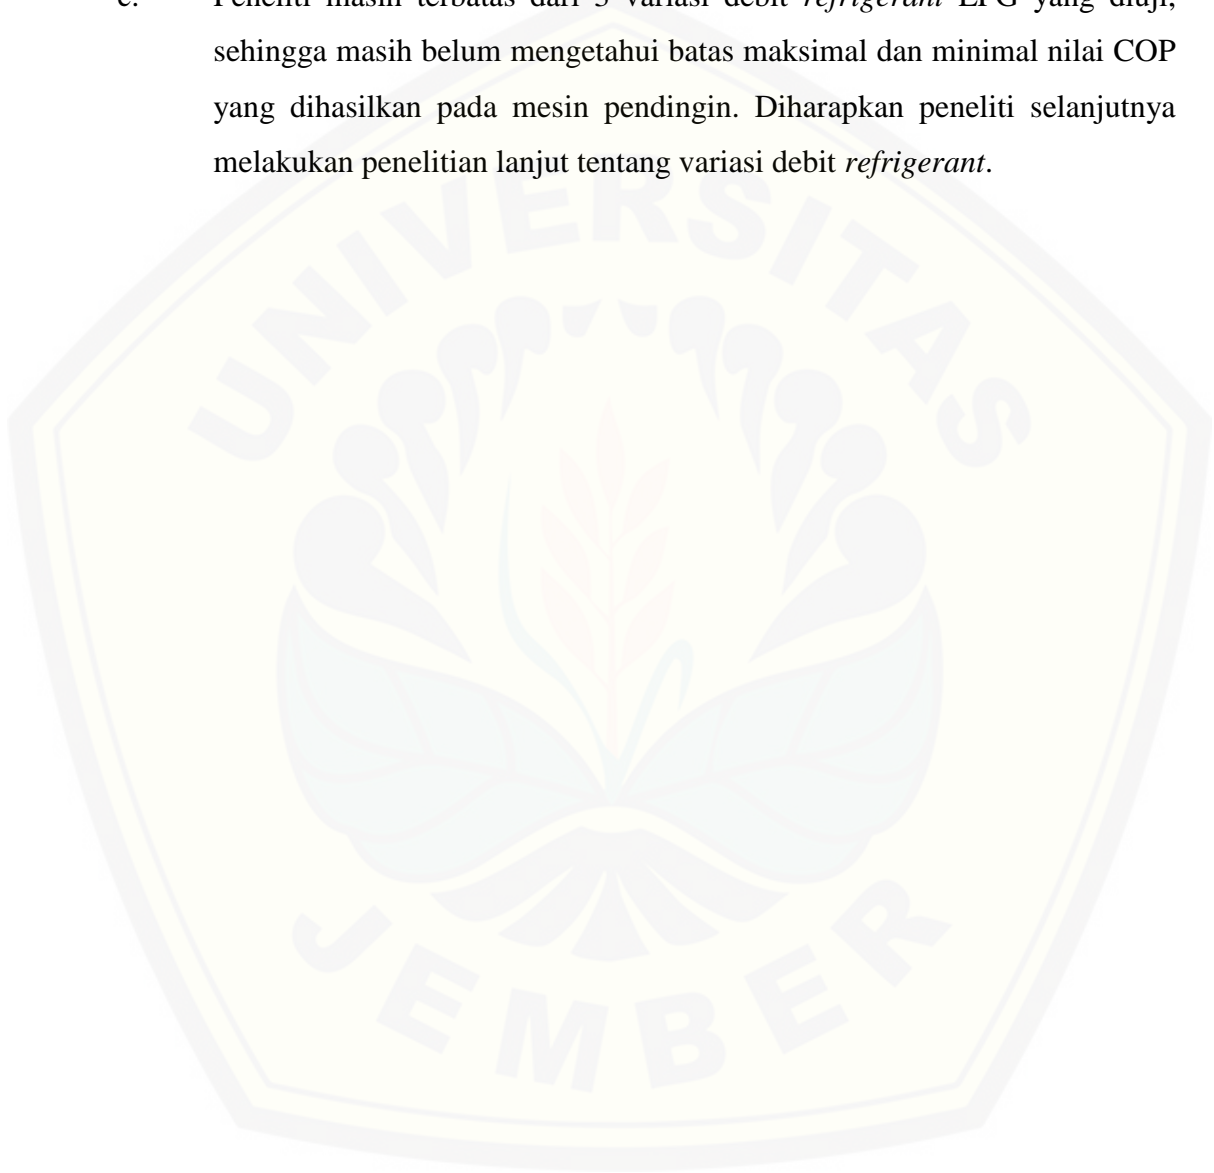 Peneliti masih terbatas dari variasi debit refrigerant LPG yang diuji,
sehingga masih belum mengetahui batas maksimal dan minimal nilai COP
yang dihasilkan pada mesin pendingin. Diharapkan peneliti selanjutnya
melakukan penelitian lanjut tentang variasi debit refrigerant.
UNIVERSITAS
JEMBER